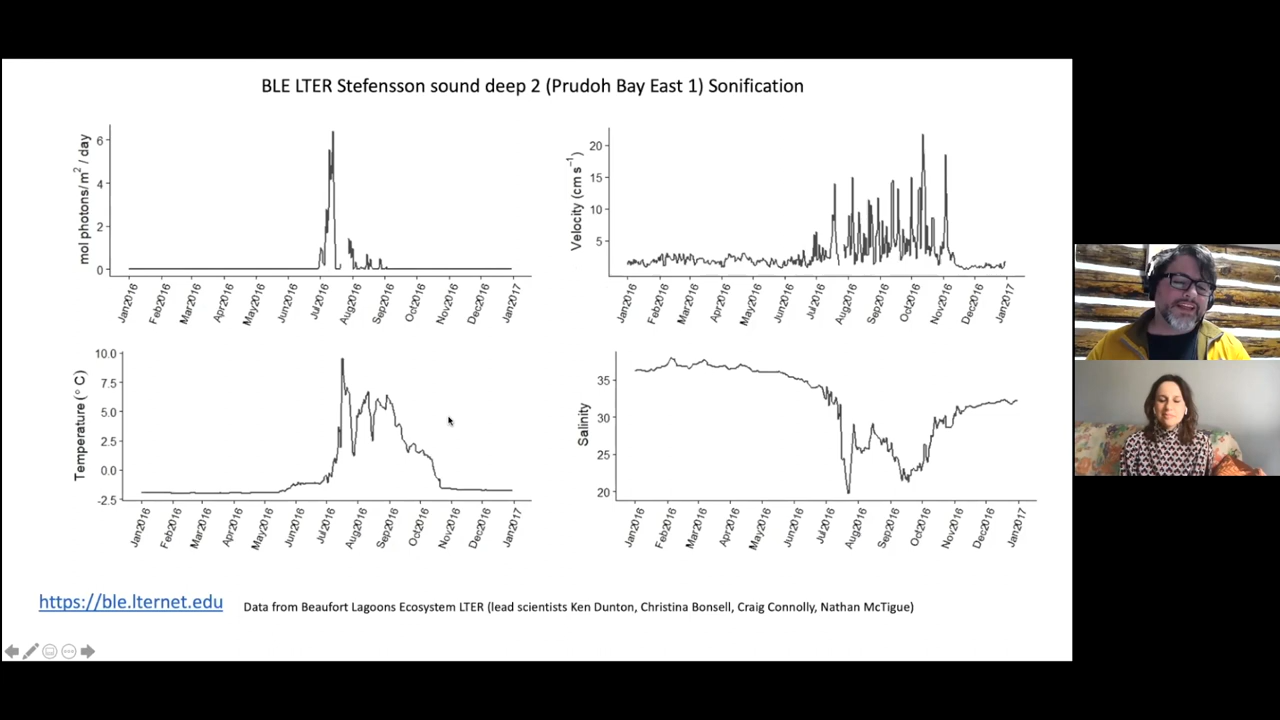 BLE LTER Stefensson sound deep 2 (Prudoh Bay East 1) Sonification
mol photons/m² / day
6
4
2
0
Jan2016 Feb2016 Mar2016 Apr2016 May2016 Jun2016 Jul2016 Aug2016 Sep2016 Oct2016 Nov2016 Dec2016 Jan2017
Velocity (cm s⁻¹)
20
15
10
5
Jan2016 Feb2016 Mar2016 Apr2016 May2016 Jun2016 Jul2016 Aug2016 Sep2016 Oct2016 Nov2016 Dec2016 Jan2017
Temperature (° C)
10.0
7.5
5.0
2.5
0.0
-2.5
Jan2016 Feb2016 Mar2016 Apr2016 May2016 Jun2016 Jul2016 Aug2016 Sep2016 Oct2016 Nov2016 Dec2016 Jan2017
Salinity
35
30
25
20
Jan2016 Feb2016 Mar2016 Apr2016 May2016 Jun2016 Jul2016 Aug2016 Sep2016 Oct2016 Nov2016 Dec2016 Jan2017
https://ble.lternet.edu
Data from Beaufort Lagoons Ecosystem LTER (lead scientists Ken Dunton, Christina Bonsell, Craig Connolly, Nathan McTigue)